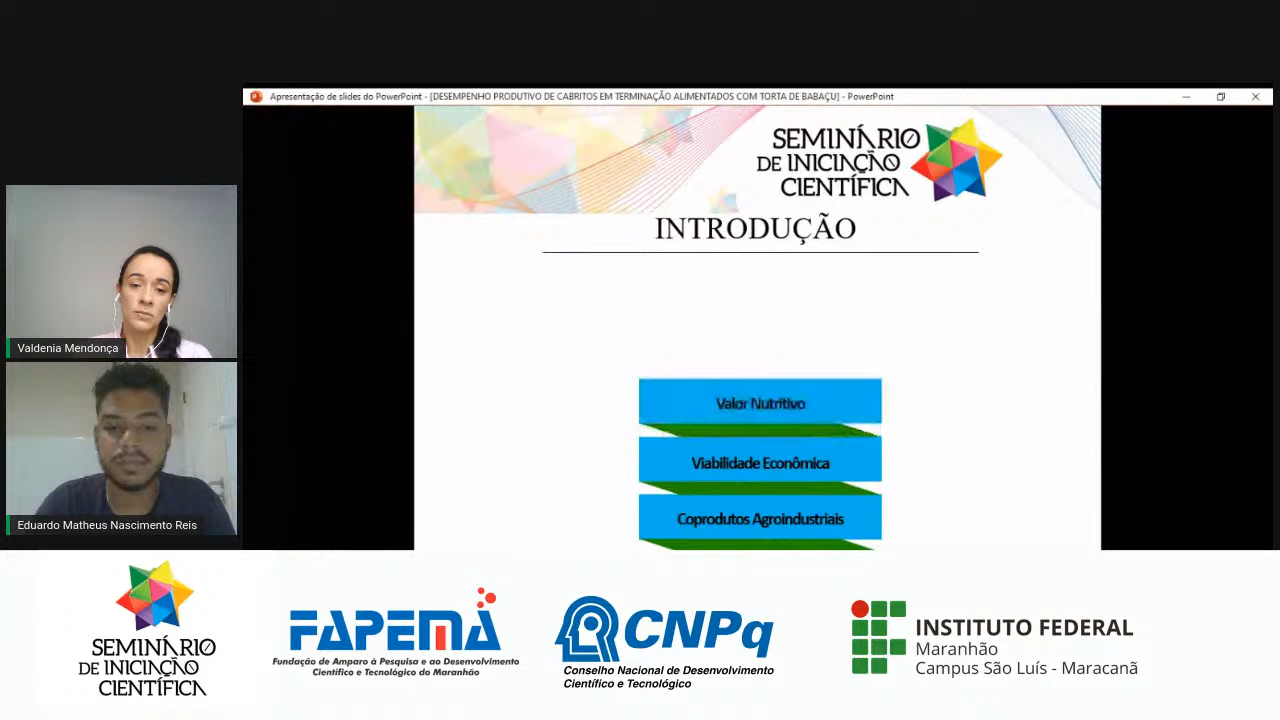 Apresentação de slides do PowerPoint - [DESEMPENHO PRODUTIVO DE CABRITOS EM TERMINAÇÃO ALIMENTADOS COM TORTA DE BABAÇU] - PowerPoint
SEMINÁRIO
DE INICIAÇÃO
CIENTÍFICA
INTRODUÇÃO
Valor Nutritivo
Viabilidade Econômica
Coprodutos Agroindustriais
Valdenia Mendonça
Eduardo Matheus Nascimento Reis
SEMINÁRIO
DE INICIAÇÃO
CIENTÍFICA
FAPEMA
Fundação de Amparo à Pesquisa e ao Desenvolvimento
Científico e Tecnológico do Maranhão
CNPq
Conselho Nacional de Desenvolvimento
Científico e Tecnológico
INSTITUTO FEDERAL
Maranhão
Campus São Luís - Maracanã